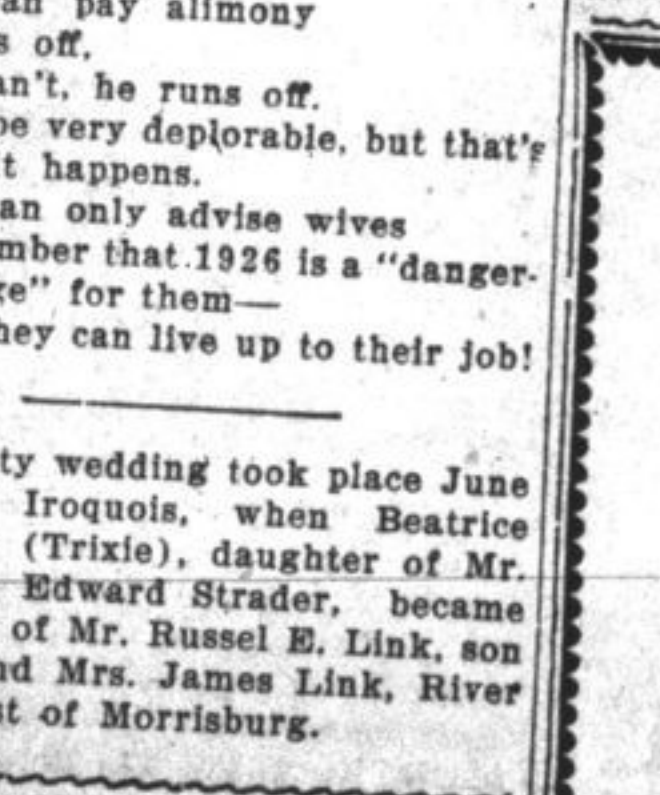 pay alimony
off.
an't, he runs off.
be very deplorable, but that's
t happens.
an only advise wives
mber that 1926 is a "danger-
ge" for them—
hey can live up to their job!
ty wedding took place June
Iroquois, when Beatrice
(Trixie), daughter of Mr.
Edward Strader, became
of Mr. Russel E. Link, son
nd Mrs. James Link, River
st of Morrisburg.